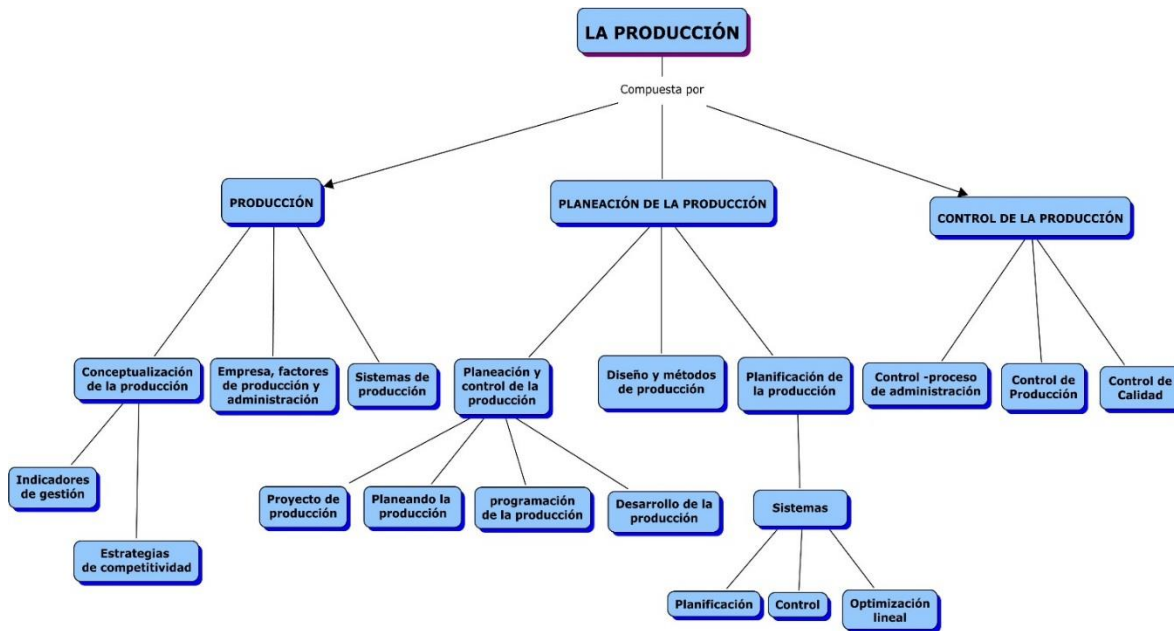 LA PRODUCCIÓN
Compuesta por
PRODUCCIÓN
PLANEACIÓN DE LA PRODUCCIÓN
CONTROL DE LA PRODUCCIÓN
Conceptualización
de la producción
Empresa, factores
de producción y
administración
Sistemas de
producción
Planeación y
control de la
producción
Diseño y métodos
de producción
Planificación de
la producción
Control -proceso
de administración
Control de
Producción
Control de
Calidad
Indicadores
de gestión
Estrategias
de competitividad
Proyecto de
producción
Planeando la
producción
programación
de la producción
Desarrollo de la
producción
Sistemas
Planificación
Control
Optimización
lineal